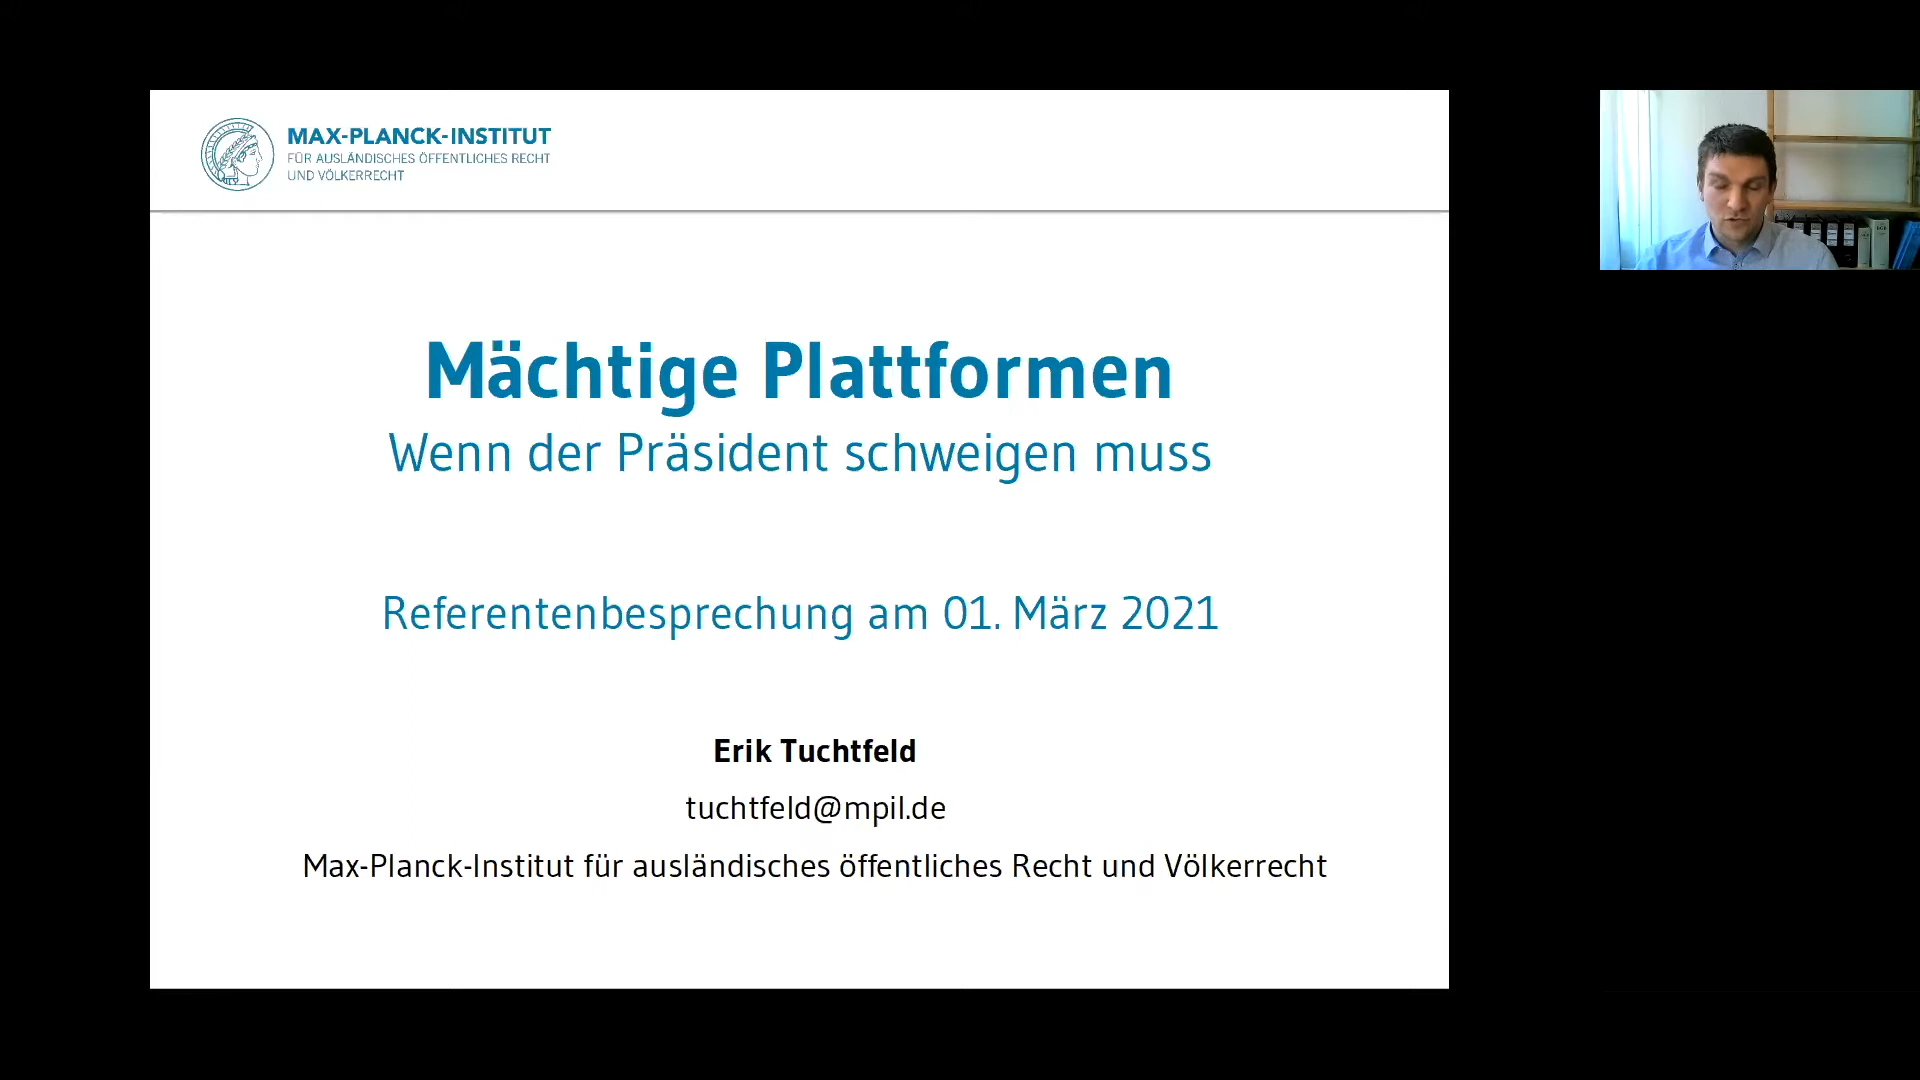 MAX-PLANCK-INSTITUT
FÜR AUSLÄNDISCHES ÖFFENTLICHES RECHT
UND VÖLKERRECHT
Mächtige Plattformen
Wenn der Präsident schweigen muss
Referentenbesprechung am 01. März 2021
Erik Tuchtfeld
tuchtfeld@mpil.de
Max-Planck-Institut für ausländisches öffentliches Recht und Völkerrecht